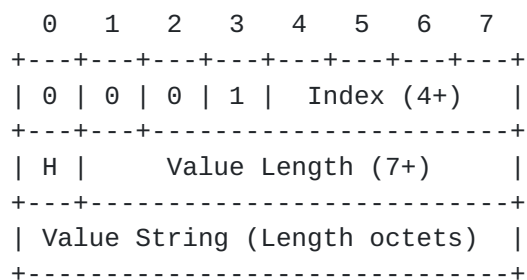 0   1   2   3   4   5   6   7
+---+---+---+---+---+---+---+---+
| 0 | 0 | 0 | 1 |  Index (4+)   |
+---+---+-----------------------+
| H |     Value Length (7+)     |
+---+---------------------------+
| Value String (Length octets)  |
+-------------------------------+